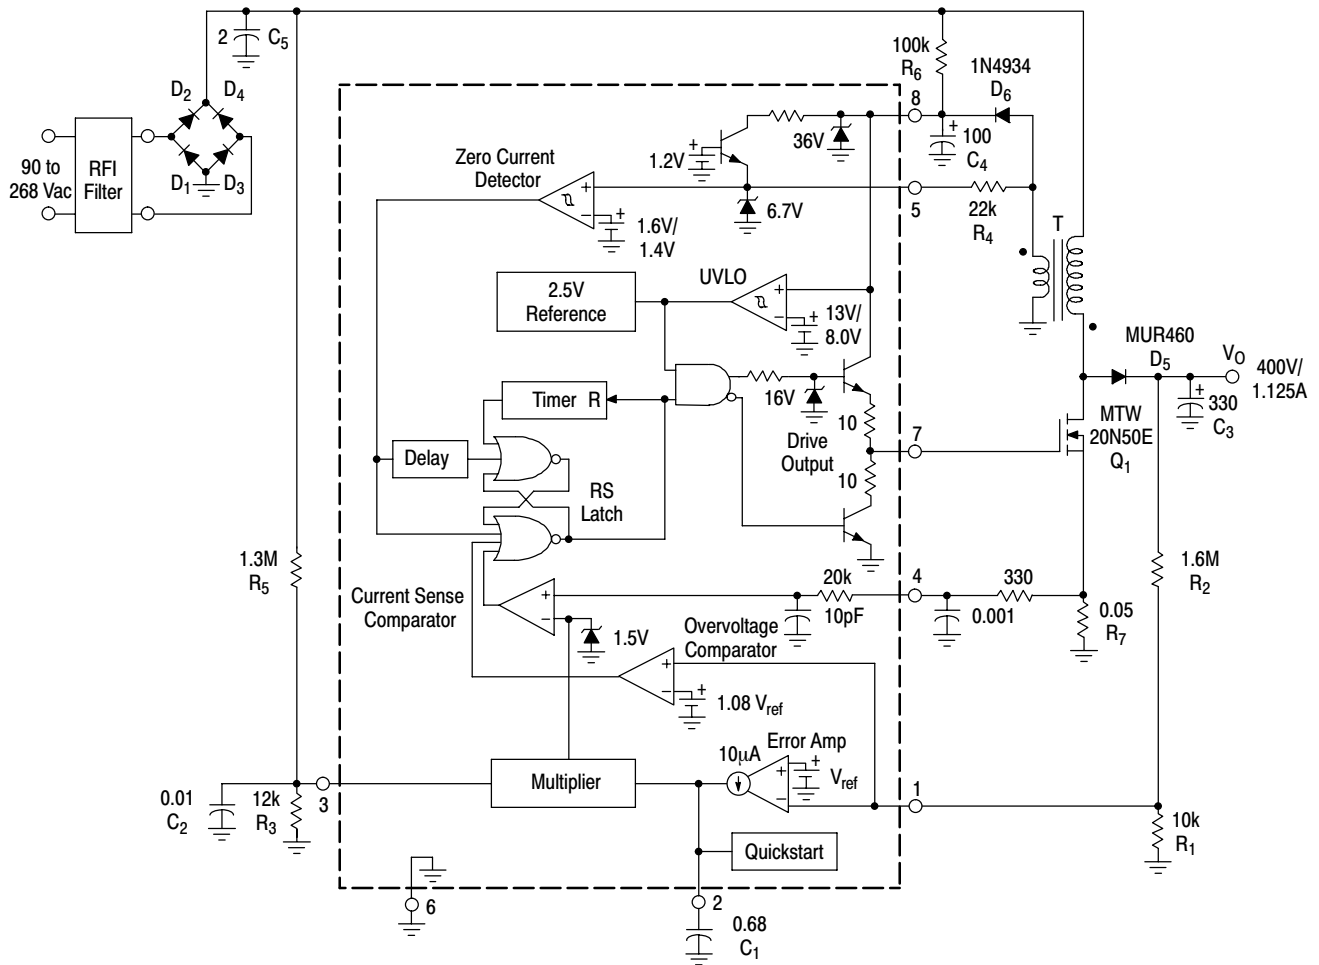 2 C5
D2 D4
D1 D3
90 to
268 Vac
RFI
Filter
100k
R6
1N4934
D6
8
+
100
C4
36V
+
1.2V
Zero Current
Detector
+
−
+
1.6V/
1.4V
6.7V
5
22k
R4
T
UVLO
2.5V
Reference
+
−
+
13V/
8.0V
MUR460
D5
VO
400V/
1.125A
+
330
C3
Timer R
16V
10
Drive
Output
10
7
MTW
20N50E
Q1
Delay
RS
Latch
1.3M
R5
Current Sense
Comparator
+
−
1.5V
20k
10pF
4
330
0.001
0.05
R7
1.6M
R2
Overvoltage
Comparator
+
−
+
1.08 Vref
10µA
Error Amp
+
−
+
Vref
1
Multiplier
3
0.01
C2
12k
R3
10k
R1
Quickstart
6
2
0.68
C1